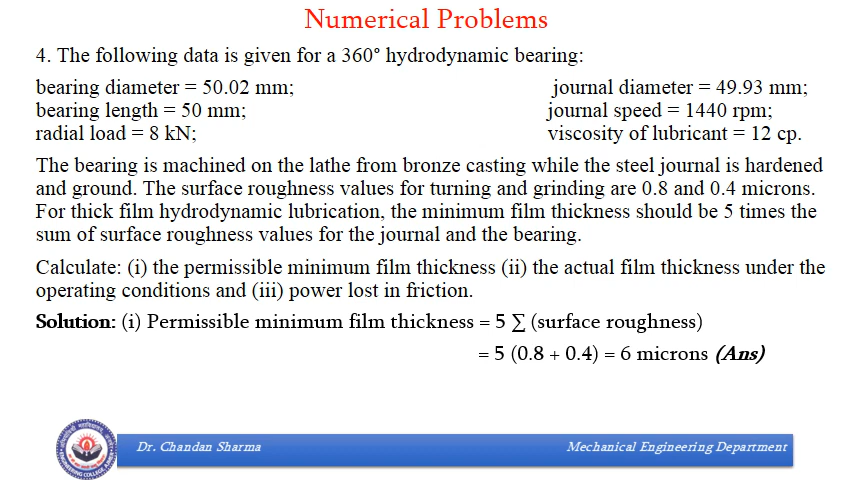 Numerical Problems
4. The following data is given for a 360° hydrodynamic bearing:
bearing diameter = 50.02 mm; journal diameter = 49.93 mm;
bearing length = 50 mm; journal speed = 1440 rpm;
radial load = 8 kN; viscosity of lubricant = 12 cp.
The bearing is machined on the lathe from bronze casting while the steel journal is hardened
and ground. The surface roughness values for turning and grinding are 0.8 and 0.4 microns.
For thick film hydrodynamic lubrication, the minimum film thickness should be 5 times the
sum of surface roughness values for the journal and the bearing.
Calculate: (i) the permissible minimum film thickness (ii) the actual film thickness under the
operating conditions and (iii) power lost in friction.
Solution: (i) Permissible minimum film thickness = 5 ∑ (surface roughness)
= 5 (0.8 + 0.4) = 6 microns (Ans)
Dr. Chandan Sharma Mechanical Engineering Department